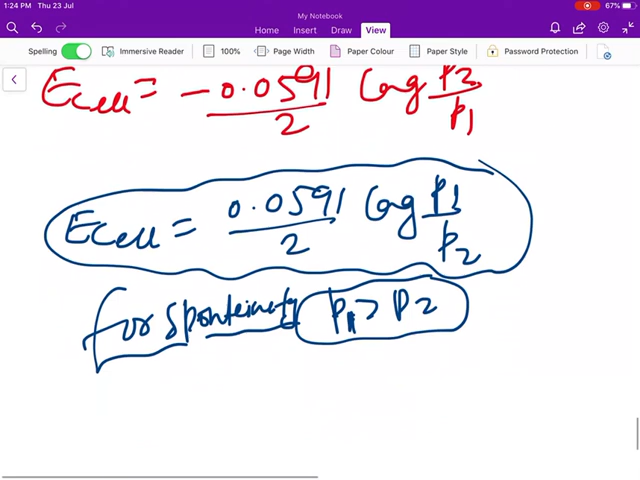 1:24 PM Thu 23 Jul
My Notebook
67%
Home Insert Draw View
Spelling Immersive Reader 100% Page Width Paper Colour Paper Style Password Protection
Ecell = -0.0591/2 log P2/P1
Ecell = 0.0591/2 log P1/P2
for sponteinety P1 > P2